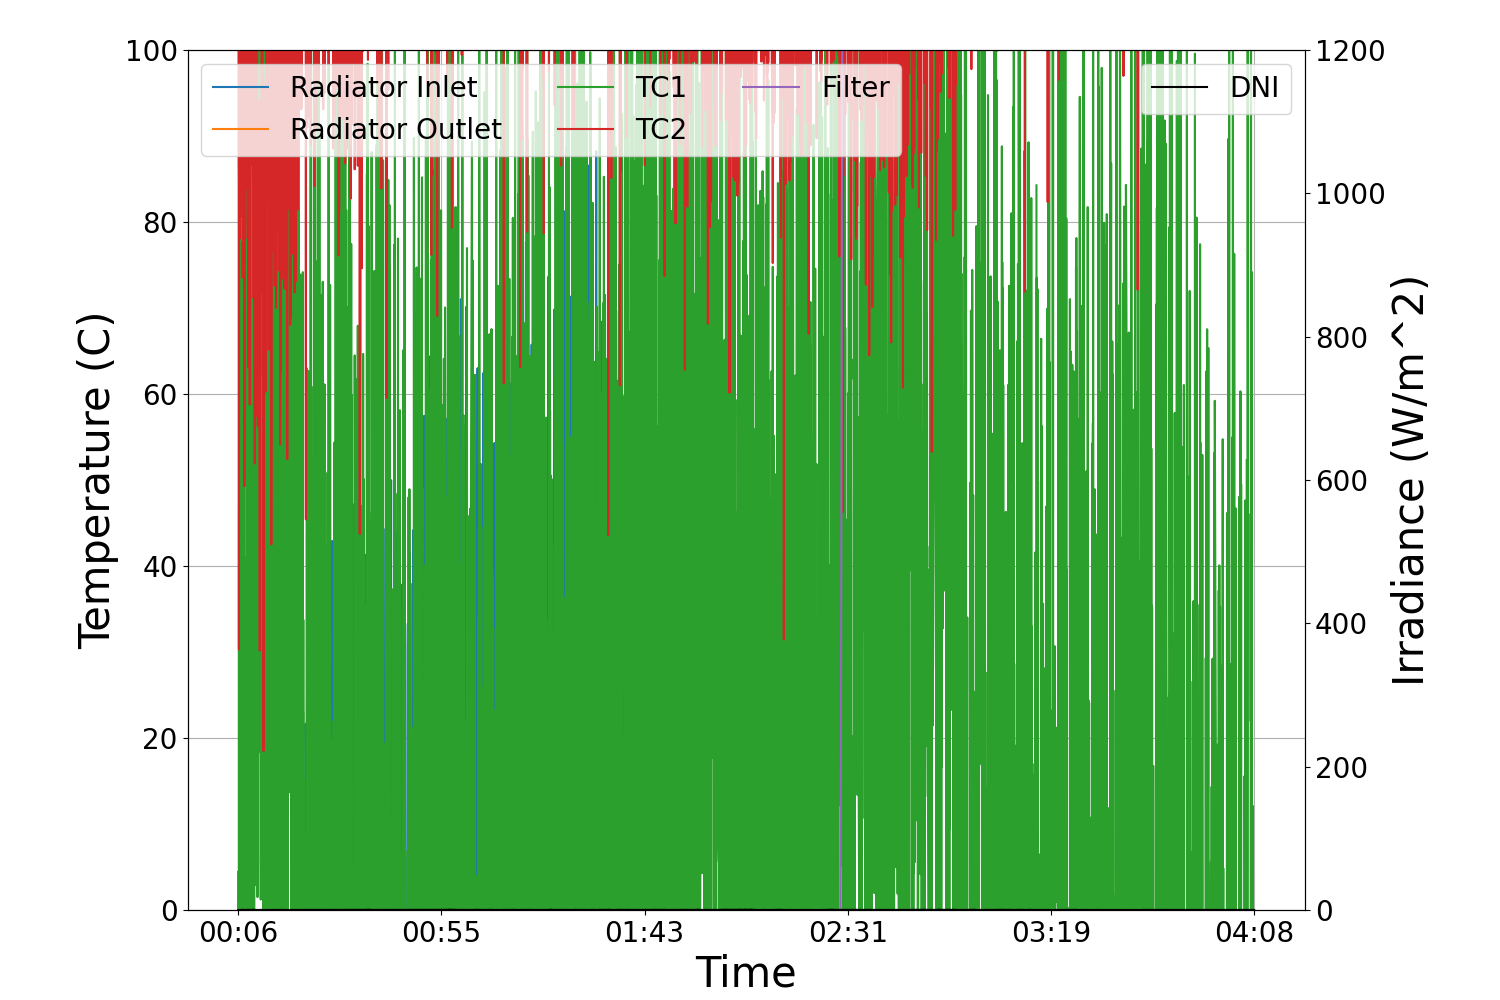 Radiator Inlet
Radiator Outlet
TC1
TC2
Filter
DNI
Temperature (C)
100
80
60
40
20
0
Irradiance (W/m^2)
1200
1000
800
600
400
200
0
00:06 00:55 01:43 02:31 03:19 04:08
Time